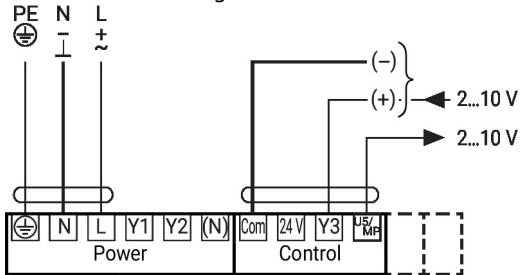 PE N L
− +
⊥ ~
(−)
(+) 2...10 V
2...10 V
N L Y1 Y2 (N) Com 24 V Y3 U5/MP
Power Control